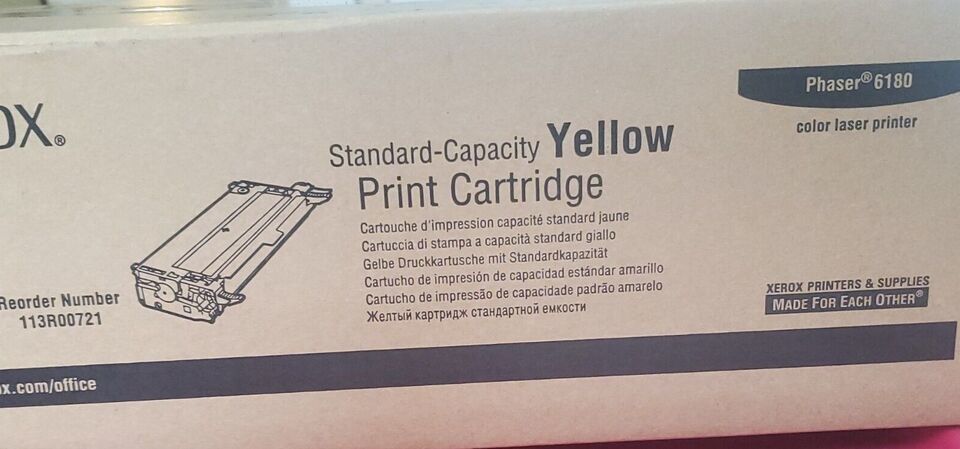 OX®
Phaser® 6180
color laser printer
Standard-Capacity Yellow
Print Cartridge
Cartouche d'impression capacité standard jaune
Cartuccia di stampa a capacità standard giallo
Gelbe Druckkartusche mit Standardkapazität
Cartucho de impresión de capacidad estándar amarillo
Cartucho de impressão de capacidade padrão amarelo
Желтый картридж стандартной емкости
Reorder Number
113R00721
XEROX PRINTERS & SUPPLIES
MADE FOR EACH OTHER®
ox.com/office